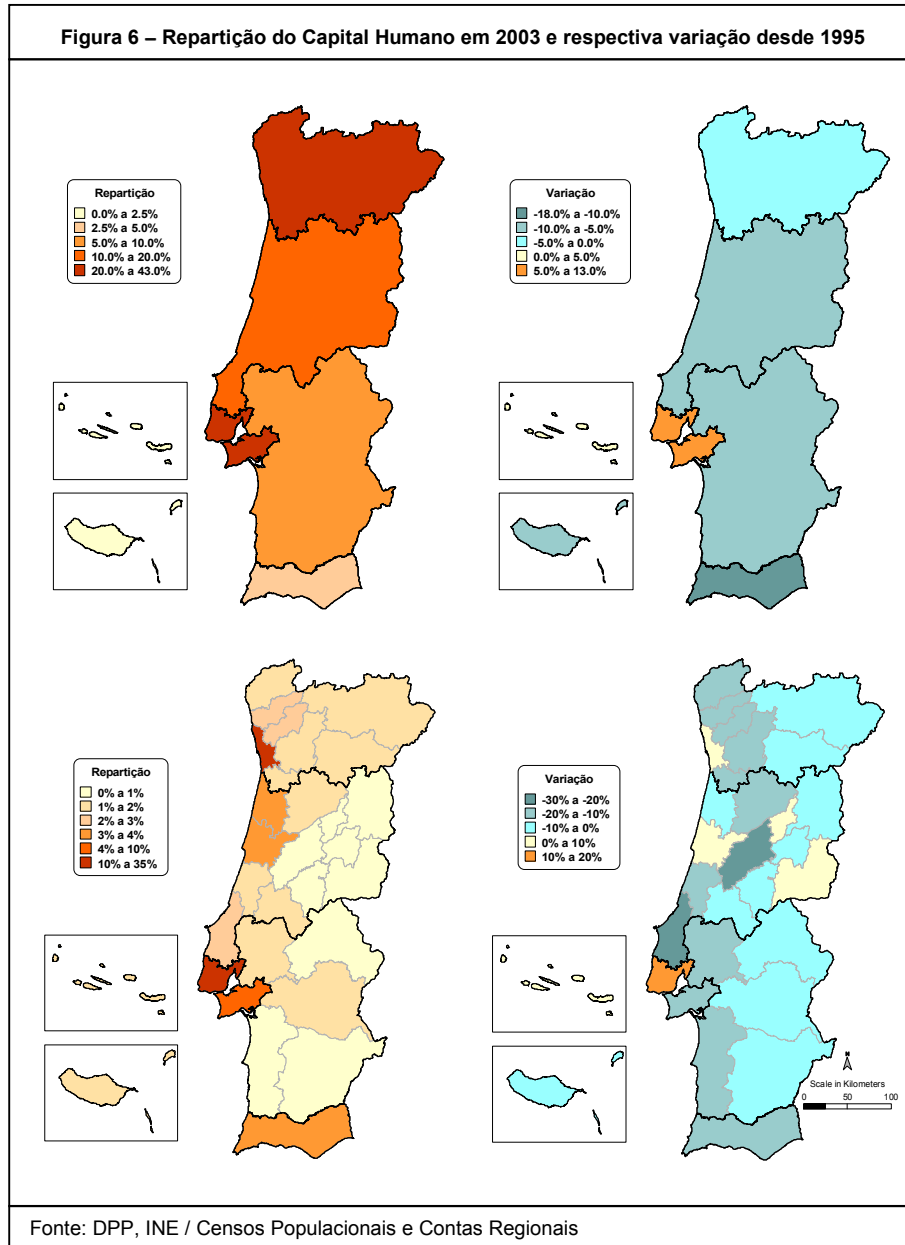 Figura 6 – Repartição do Capital Humano em 2003 e respectiva variação desde 1995
Repartição
0.0% a 2.5%
2.5% a 5.0%
5.0% a 10.0%
10.0% a 20.0%
20.0% a 43.0%
Variação
-18.0% a -10.0%
-10.0% a -5.0%
-5.0% a 0.0%
0.0% a 5.0%
5.0% a 13.0%
Repartição
0% a 1%
1% a 2%
2% a 3%
3% a 4%
4% a 10%
10% a 35%
Variação
-30% a -20%
-20% a -10%
-10% a 0%
0% a 10%
10% a 20%
N
Scale in Kilometers
0 50 100
Fonte: DPP, INE / Censos Populacionais e Contas Regionais